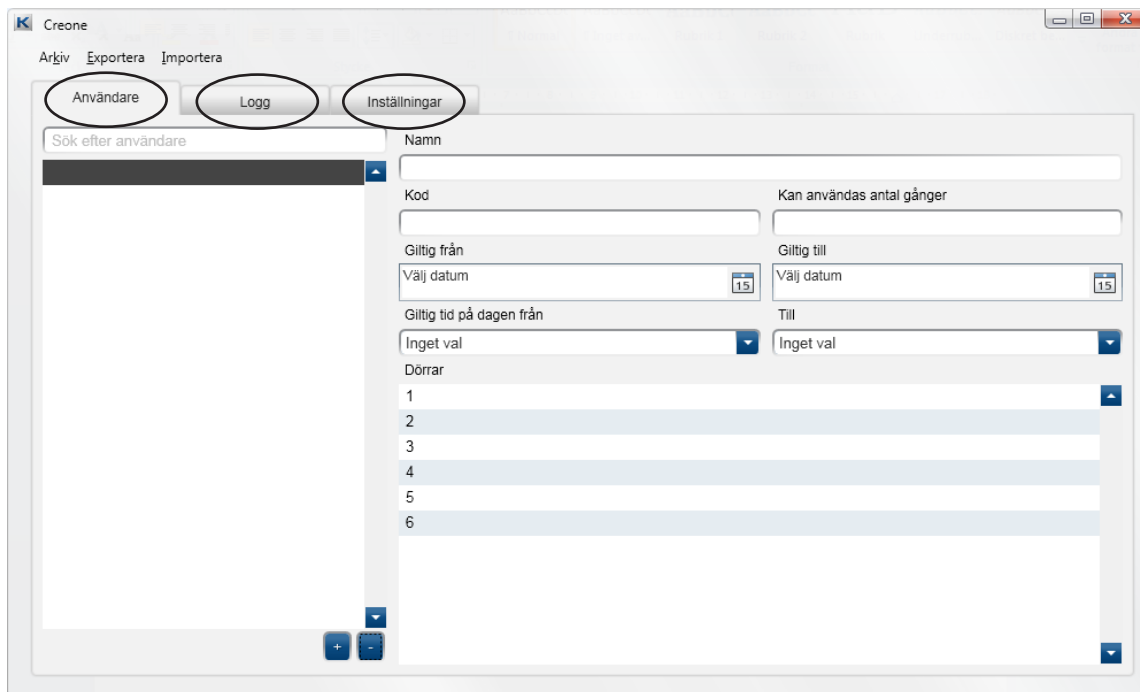 Creone
Arkiv Exportera Importera
Användare Logg Inställningar
Sök efter användare
Namn
Kod Kan användas antal gånger
Giltig från Giltig till
Välj datum 15 Välj datum 15
Giltig tid på dagen från Till
Inget val Inget val
Dörrar
1
2
3
4
5
6
+ -